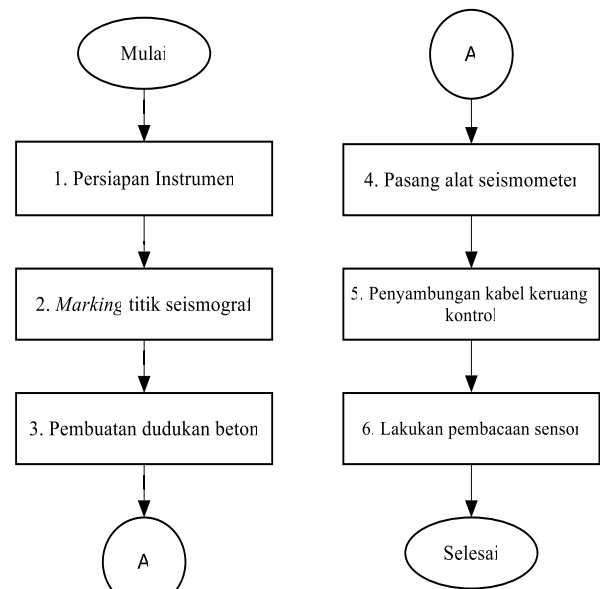 Mulai
1. Persiapan Instrumen
2. Marking titik seismograf
3. Pembuatan dudukan beton
A
A
4. Pasang alat seismometer
5. Penyambungan kabel keruang
kontrol
6. Lakukan pembacaan sensor
Selesai